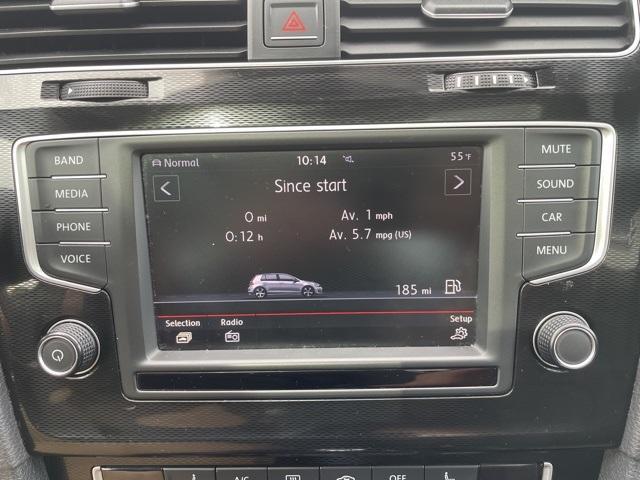 BAND
MEDIA
PHONE
VOICE
Normal 10:14 55°F
Since start
0 mi Av. 1 mph
0:12 h Av. 5.7 mpg (US)
185 mi
Selection Radio Setup
MUTE
SOUND
CAR
MENU
A/C OFF